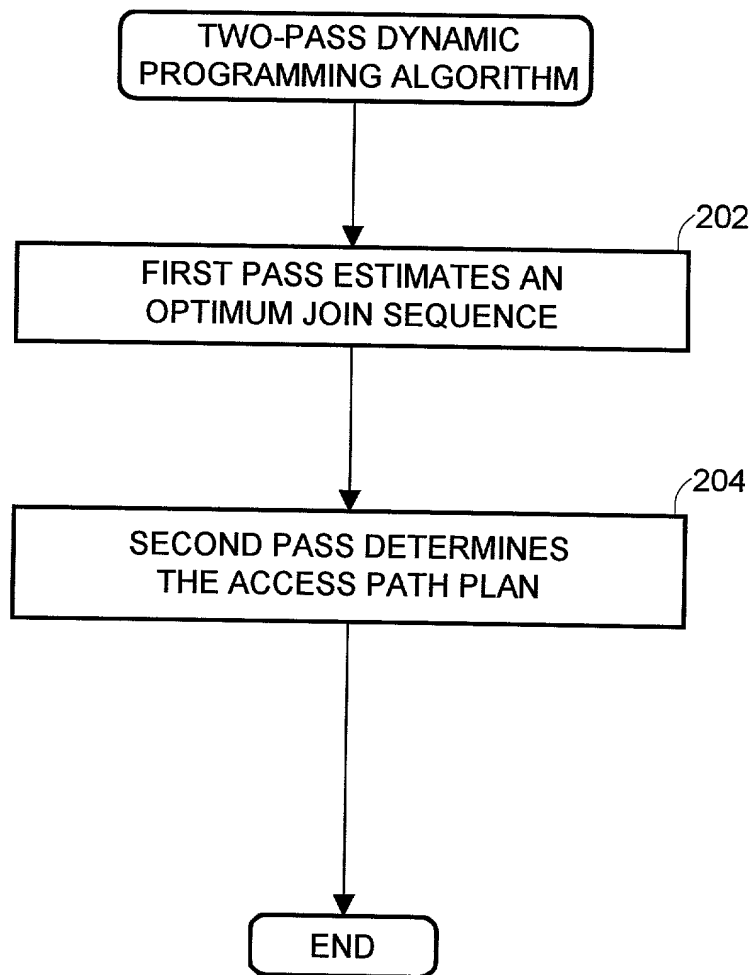 TWO-PASS DYNAMIC
PROGRAMMING ALGORITHM
202
FIRST PASS ESTIMATES AN
OPTIMUM JOIN SEQUENCE
204
SECOND PASS DETERMINES
THE ACCESS PATH PLAN
END